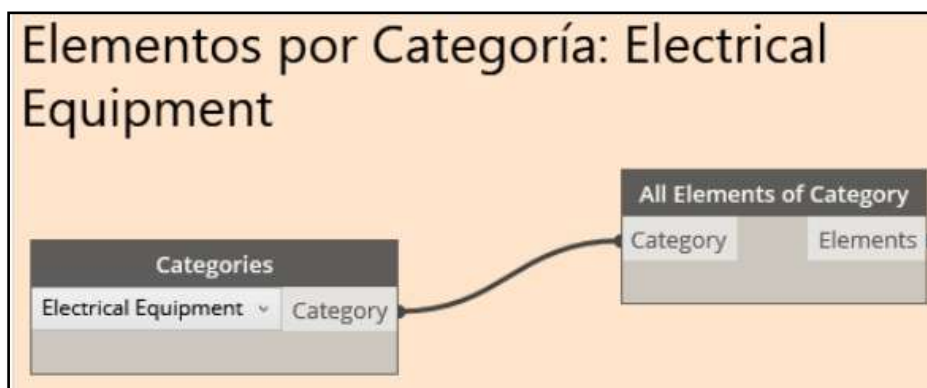 Elementos por Categoría: Electrical
Equipment
All Elements of Category
Category
Elements
Categories
Electrical Equipment
Category